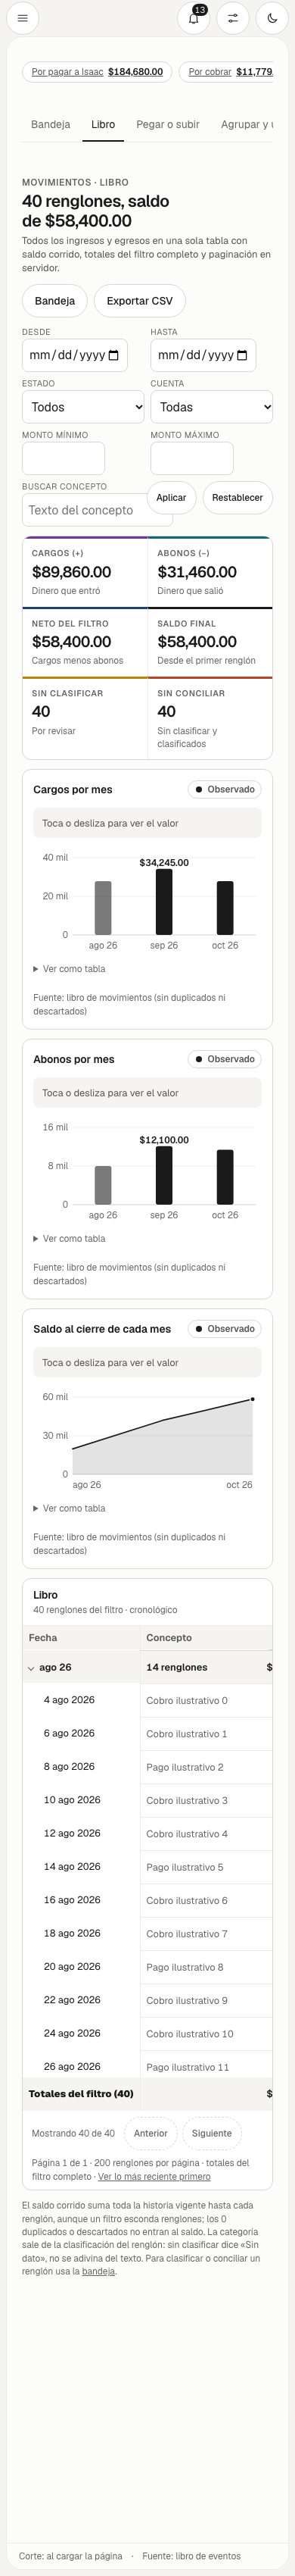 13
Por pagar a Isaac $184,680.00 Por cobrar $11,779.
Bandeja Libro Pegar o subir Agrupar y
MOVIMIENTOS · LIBRO
40 renglones, saldo
de $58,400.00
Todos los ingresos y egresos en una sola tabla con
saldo corrido, totales del filtro completo y paginación en
servidor.
Bandeja Exportar CSV
DESDE HASTA
mm/dd/yyyy mm/dd/yyyy
ESTADO CUENTA
Todos Todas
MONTO MÍNIMO MONTO MÁXIMO
BUSCAR CONCEPTO
Texto del concepto Aplicar Restablecer
CARGOS (+) ABONOS (−)
$89,860.00 $31,460.00
Dinero que entró Dinero que salió
NETO DEL FILTRO SALDO FINAL
$58,400.00 $58,400.00
Cargos menos abonos Desde el primer renglón
SIN CLASIFICAR SIN CONCILIAR
40 40
Por revisar Sin clasificar y
clasificados
Cargos por mes Observado
Toca o desliza para ver el valor
40 mil
$34,245.00
20 mil
0
ago 26 sep 26 oct 26
Ver como tabla
Fuente: libro de movimientos (sin duplicados ni
descartados)
Abonos por mes Observado
Toca o desliza para ver el valor
16 mil
$12,100.00
8 mil
0
ago 26 sep 26 oct 26
Ver como tabla
Fuente: libro de movimientos (sin duplicados ni
descartados)
Saldo al cierre de cada mes Observado
Toca o desliza para ver el valor
60 mil
30 mil
0
ago 26 oct 26
Ver como tabla
Fuente: libro de movimientos (sin duplicados ni
descartados)
Libro
40 renglones del filtro · cronológico
Fecha Concepto
ago 26 14 renglones $
4 ago 2026 Cobro ilustrativo 0
6 ago 2026 Cobro ilustrativo 1
8 ago 2026 Pago ilustrativo 2
10 ago 2026 Cobro ilustrativo 3
12 ago 2026 Cobro ilustrativo 4
14 ago 2026 Pago ilustrativo 5
16 ago 2026 Cobro ilustrativo 6
18 ago 2026 Cobro ilustrativo 7
20 ago 2026 Pago ilustrativo 8
22 ago 2026 Cobro ilustrativo 9
24 ago 2026 Cobro ilustrativo 10
26 ago 2026 Pago ilustrativo 11
Totales del filtro (40) $
Mostrando 40 de 40 Anterior Siguiente
Página 1 de 1 · 200 renglones por página · totales del
filtro completo · Ver lo más reciente primero
El saldo corrido suma toda la historia vigente hasta cada
renglón, aunque un filtro esconda renglones; los 0
duplicados o descartados no entran al saldo. La categoría
sale de la clasificación del renglón: sin clasificar dice «Sin
dato», no se adivina del texto. Para clasificar o conciliar un
renglón usa la bandeja.
Corte: al cargar la página · Fuente: libro de eventos